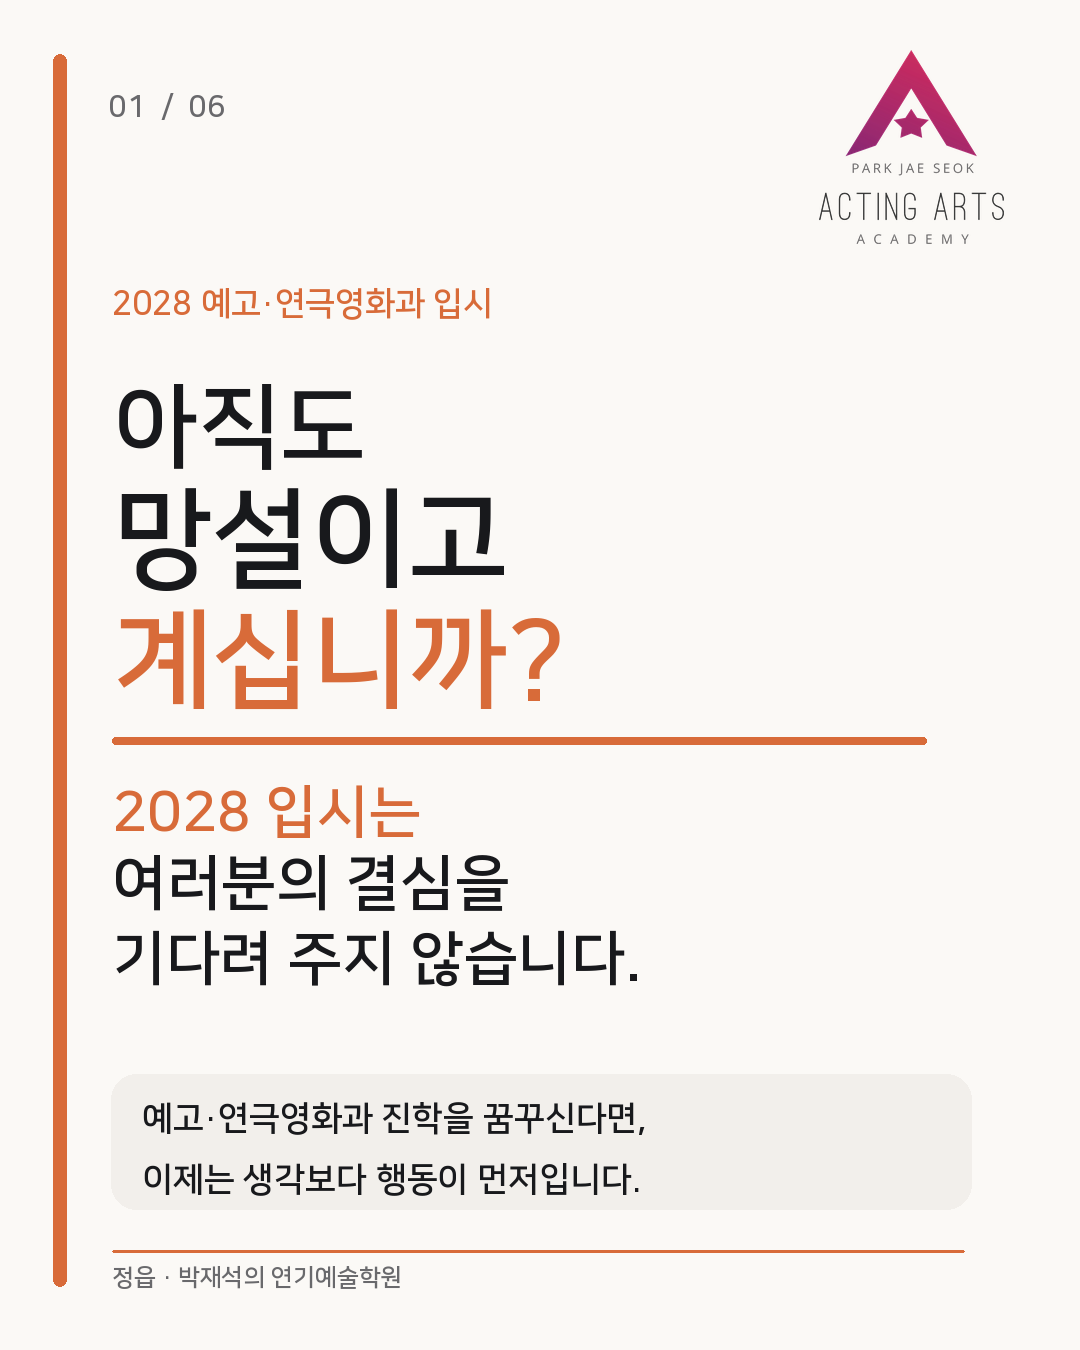 01 / 06
PARK JAE SEOK
ACTING ARTS
ACADEMY
2028 예고·연극영화과 입시
아직도
망설이고
계십니까?
2028 입시는
여러분의 결심을
기다려 주지 않습니다.
예고·연극영화과 진학을 꿈꾸신다면,
이제는 생각보다 행동이 먼저입니다.
정읍 · 박재석의 연기예술학원